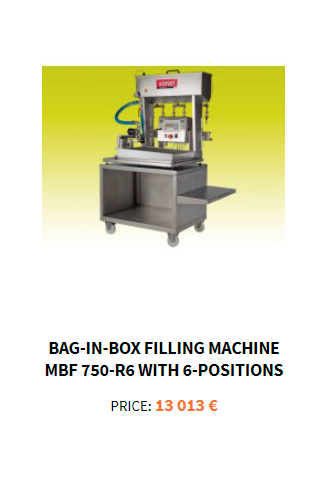 BAG-IN-BOX FILLING MACHINE
MBF 750-R6 WITH 6-POSITIONS
PRICE: 13 013 €